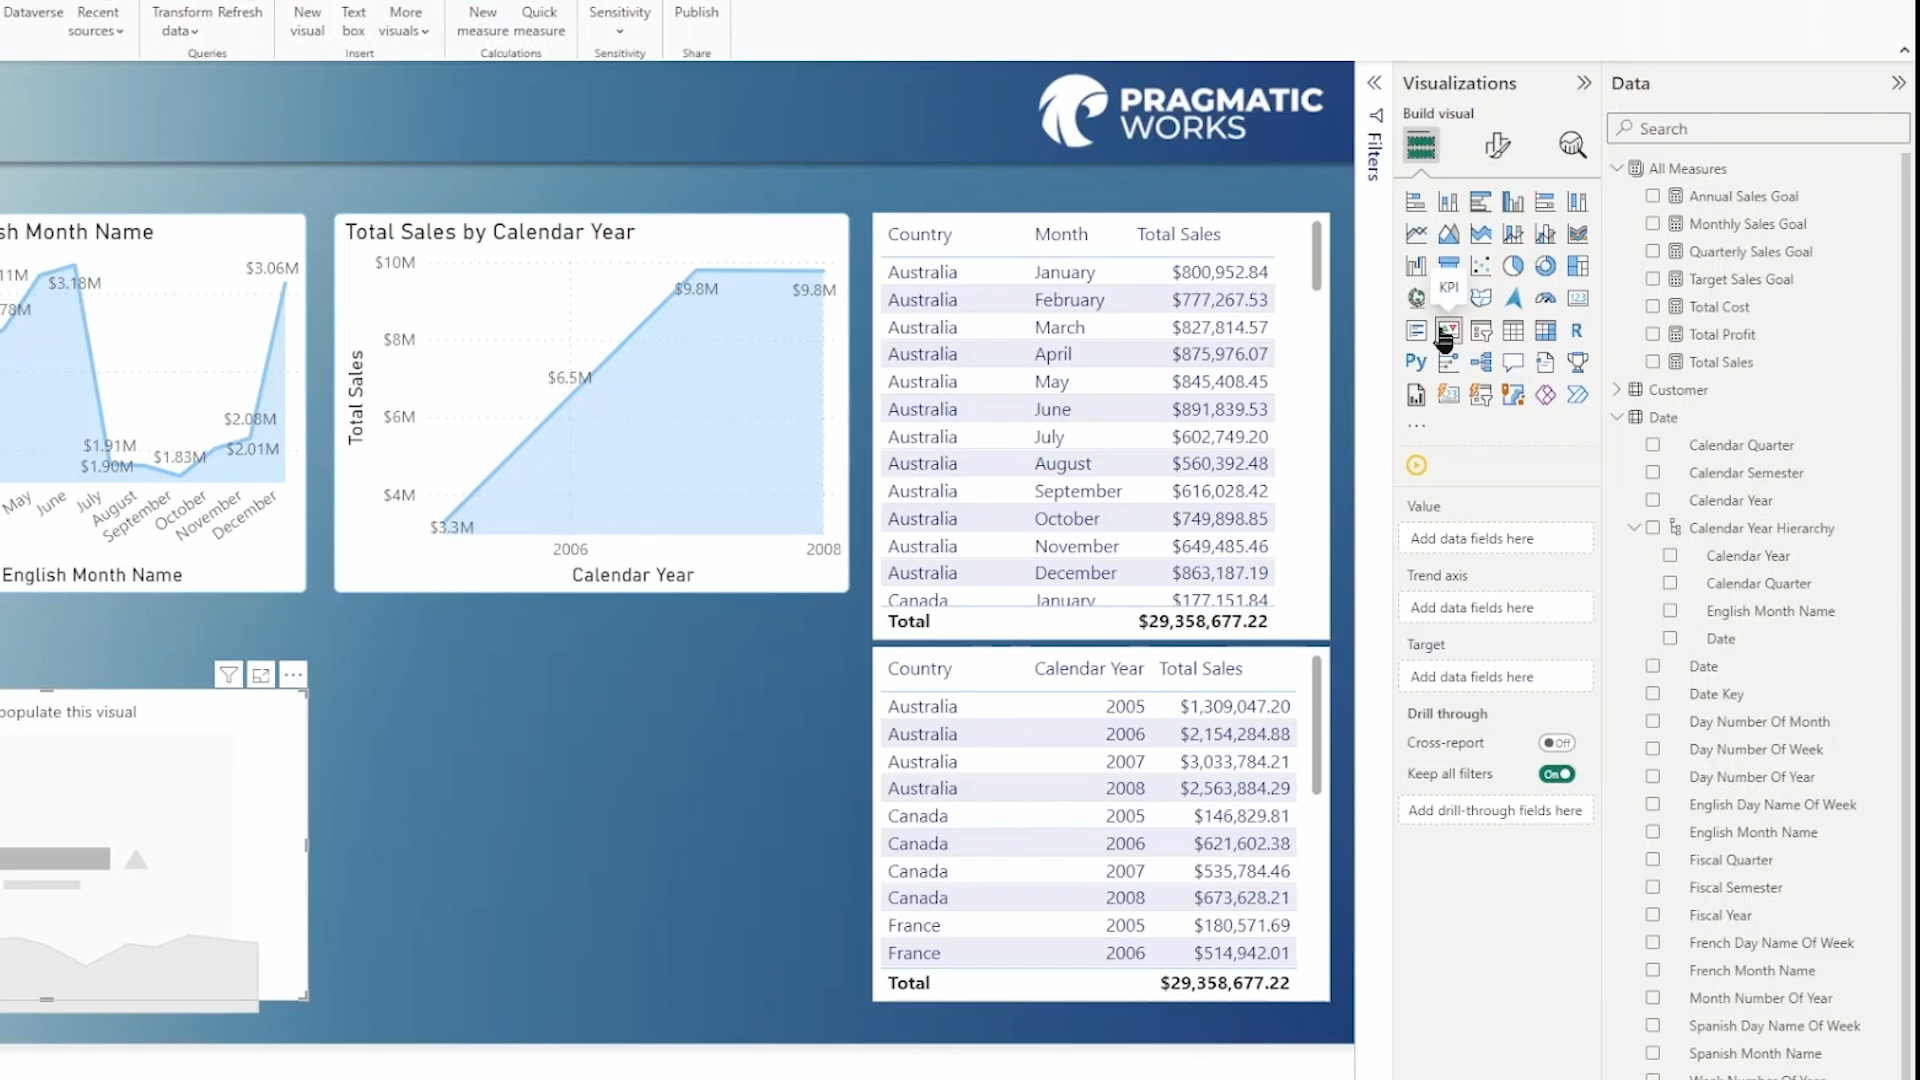 Dataverse
Recent sources
Transform data
Refresh
Queries
New visual
Text box
More visuals
Insert
New measure
Quick measure
Calculations
Sensitivity
Sensitivity
Publish
Share
PRAGMATIC
WORKS
sh Month Name
11M
78M
$3.18M
$3.06M
$1.91M
$1.90M
$1.83M
$2.08M
$2.01M
May
June
July
August
September
October
November
December
English Month Name
Total Sales by Calendar Year
Total Sales
$10M
$8M
$6M
$4M
$3.3M
$6.5M
$9.8M
$9.8M
2006
2008
Calendar Year
Country Month Total Sales
Australia January $800,952.84
Australia February $777,267.53
Australia March $827,814.57
Australia April $875,976.07
Australia May $845,408.45
Australia June $891,839.53
Australia July $602,749.20
Australia August $560,392.48
Australia September $616,028.42
Australia October $749,898.85
Australia November $649,485.46
Australia December $863,187.19
Canada January $177,151.84
Total $29,358,677.22
populate this visual
Country Calendar Year Total Sales
Australia 2005 $1,309,047.20
Australia 2006 $2,154,284.88
Australia 2007 $3,033,784.21
Australia 2008 $2,563,884.29
Canada 2005 $146,829.81
Canada 2006 $621,602.38
Canada 2007 $535,784.46
Canada 2008 $673,628.21
France 2005 $180,571.69
France 2006 $514,942.01
Total $29,358,677.22
Filters
Visualizations
Build visual
KPI
123
R
Py
123
...
Value
Add data fields here
Trend axis
Add data fields here
Target
Add data fields here
Drill through
Cross-report Off
Keep all filters On
Add drill-through fields here
Data
Search
All Measures
Annual Sales Goal
Monthly Sales Goal
Quarterly Sales Goal
Target Sales Goal
Total Cost
Total Profit
Total Sales
Customer
Date
Calendar Quarter
Calendar Semester
Calendar Year
Calendar Year Hierarchy
Calendar Year
Calendar Quarter
English Month Name
Date
Date
Date Key
Day Number Of Month
Day Number Of Week
Day Number Of Year
English Day Name Of Week
English Month Name
Fiscal Quarter
Fiscal Semester
Fiscal Year
French Day Name Of Week
French Month Name
Month Number Of Year
Spanish Day Name Of Week
Spanish Month Name